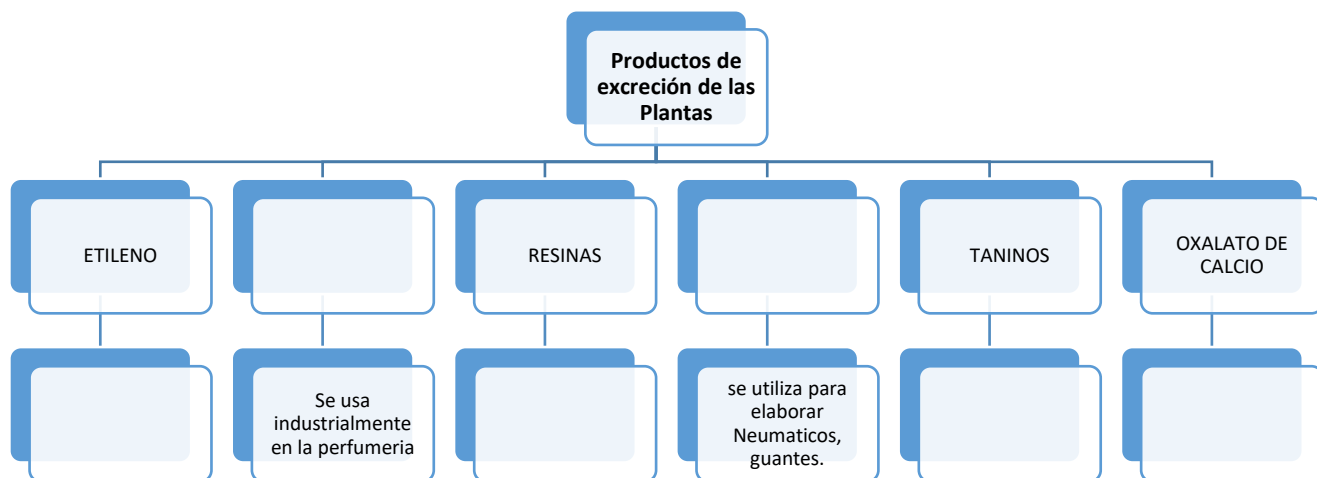 Productos de
excreción de las
Plantas
ETILENO
RESINAS
TANINOS
OXALATO DE
CALCIO
Se usa
industrialmente
en la perfumeria
se utiliza para
elaborar
Neumaticos,
guantes.